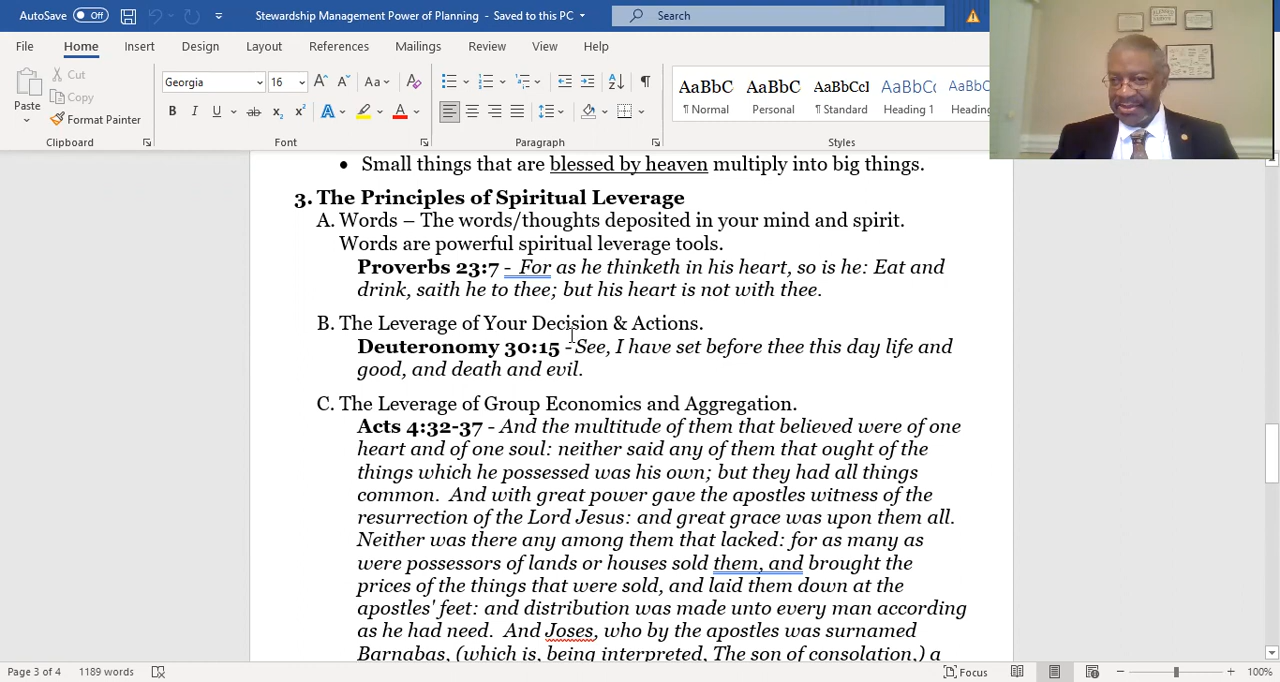 AutoSave Off Stewardship Management Power of Planning - Saved to this PC Search
File Home Insert Design Layout References Mailings Review View Help
Paste Cut Copy Format Painter
Georgia 16 Aa
AaBbC AaBbC AaBbCcI AaBbC AaBbC
¶ Normal Personal ¶ Standard Heading 1 Heading
Clipboard Font Paragraph Styles
• Small things that are blessed by heaven multiply into big things.
3. The Principles of Spiritual Leverage
A. Words – The words/thoughts deposited in your mind and spirit.
Words are powerful spiritual leverage tools.
Proverbs 23:7 - For as he thinketh in his heart, so is he: Eat and
drink, saith he to thee; but his heart is not with thee.
B. The Leverage of Your Decision & Actions.
Deuteronomy 30:15 - See, I have set before thee this day life and
good, and death and evil.
C. The Leverage of Group Economics and Aggregation.
Acts 4:32-37 - And the multitude of them that believed were of one
heart and of one soul: neither said any of them that ought of the
things which he possessed was his own; but they had all things
common. And with great power gave the apostles witness of the
resurrection of the Lord Jesus: and great grace was upon them all.
Neither was there any among them that lacked: for as many as
were possessors of lands or houses sold them, and brought the
prices of the things that were sold, and laid them down at the
apostles' feet: and distribution was made unto every man according
as he had need. And Joses, who by the apostles was surnamed
Barnabas, (which is, being interpreted, The son of consolation,) a
Page 3 of 4 1189 words Focus 100%